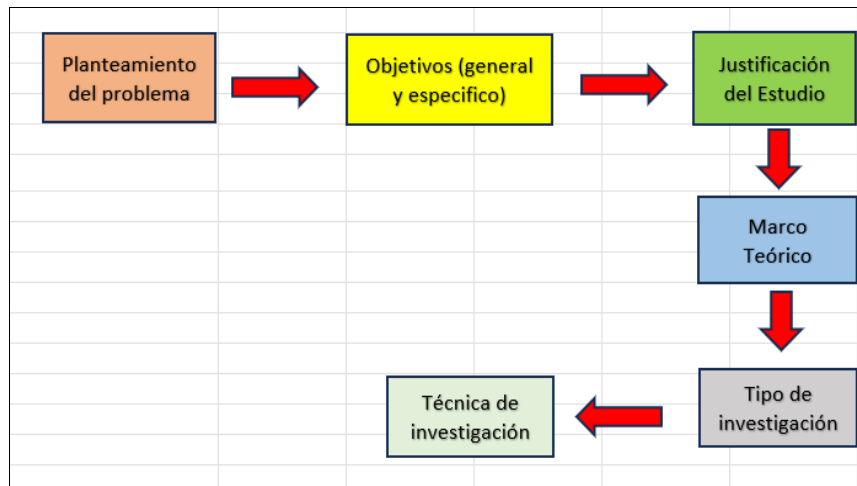 Planteamiento
del problema
Objetivos (general
y especifico)
Justificación
del Estudio
Marco
Teórico
Tipo de
investigación
Técnica de
investigación